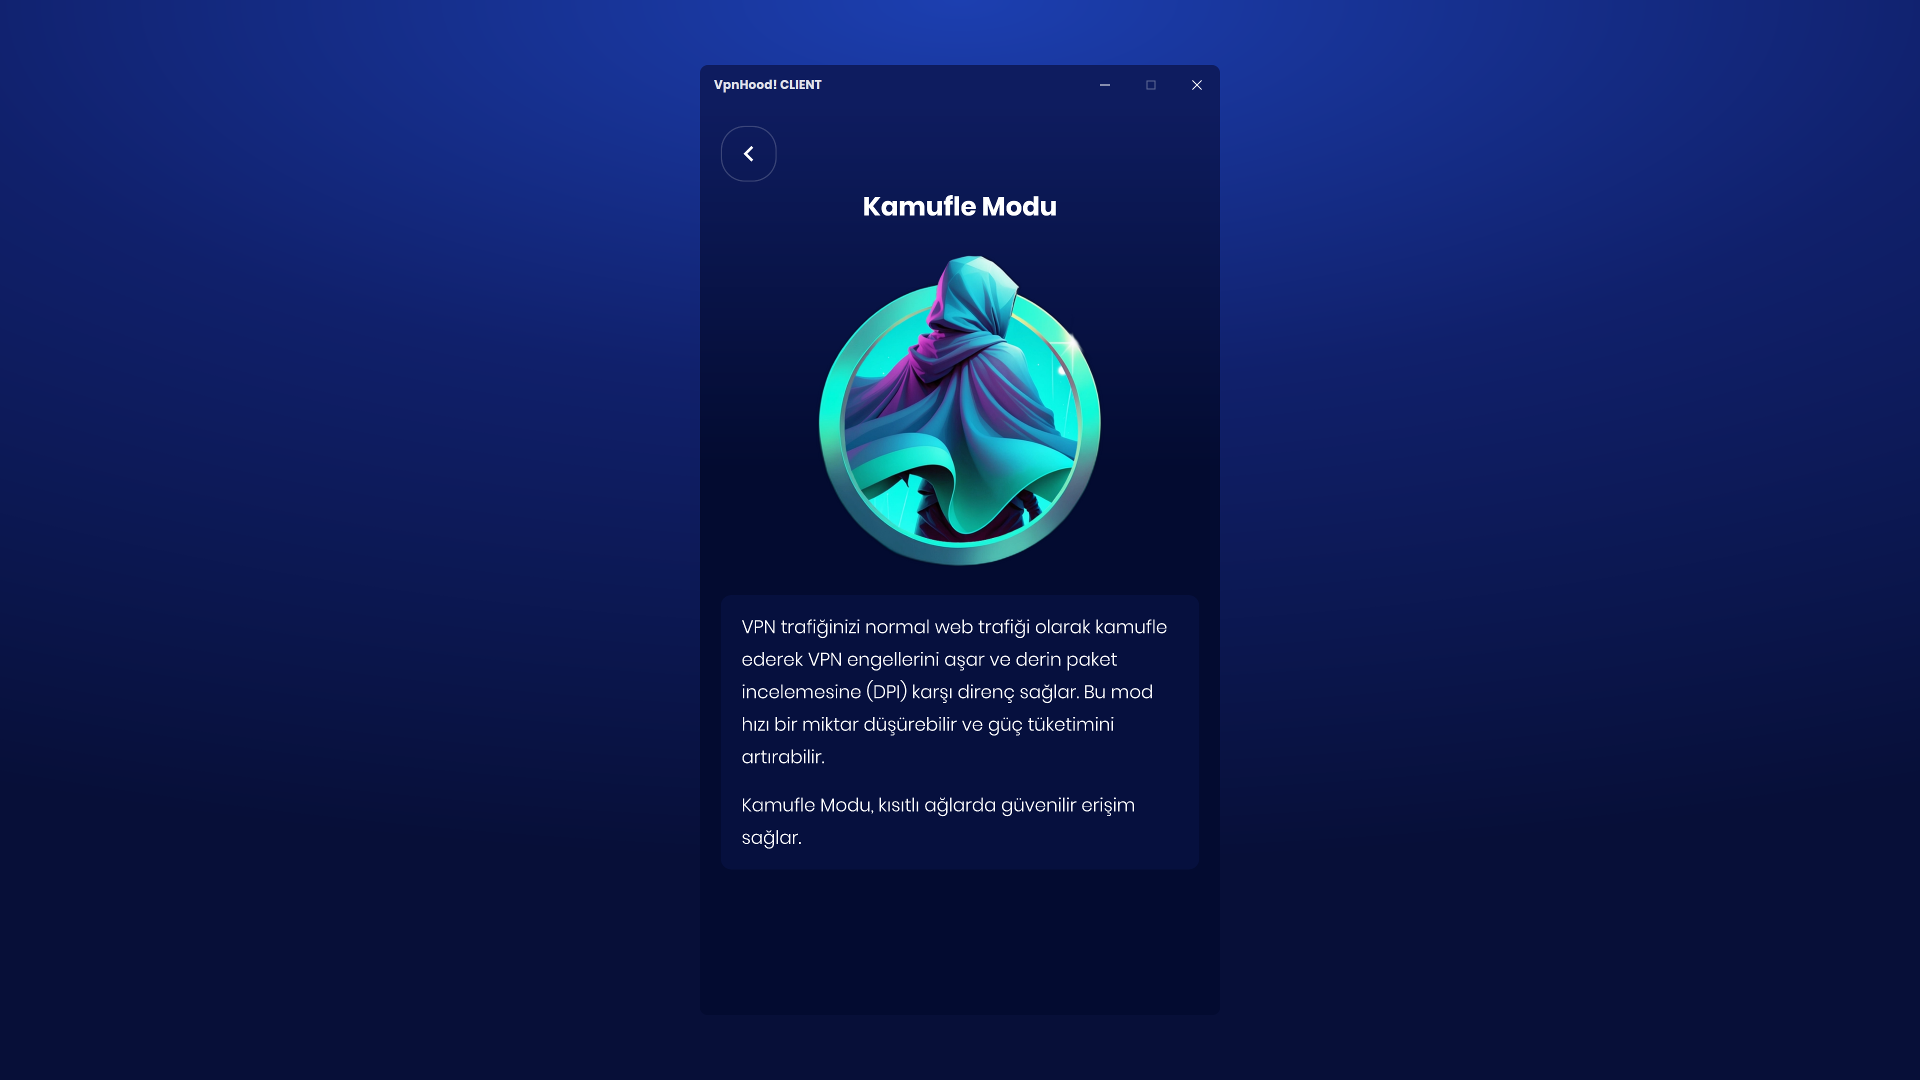 VpnHood! CLIENT
Kamufle Modu
VPN trafiğinizi normal web trafiği olarak kamufle
ederek VPN engellerini aşar ve derin paket
incelemesine (DPI) karşı direnç sağlar. Bu mod
hızı bir miktar düşürebilir ve güç tüketimini
artırabilir.
Kamufle Modu, kısıtlı ağlarda güvenilir erişim
sağlar.